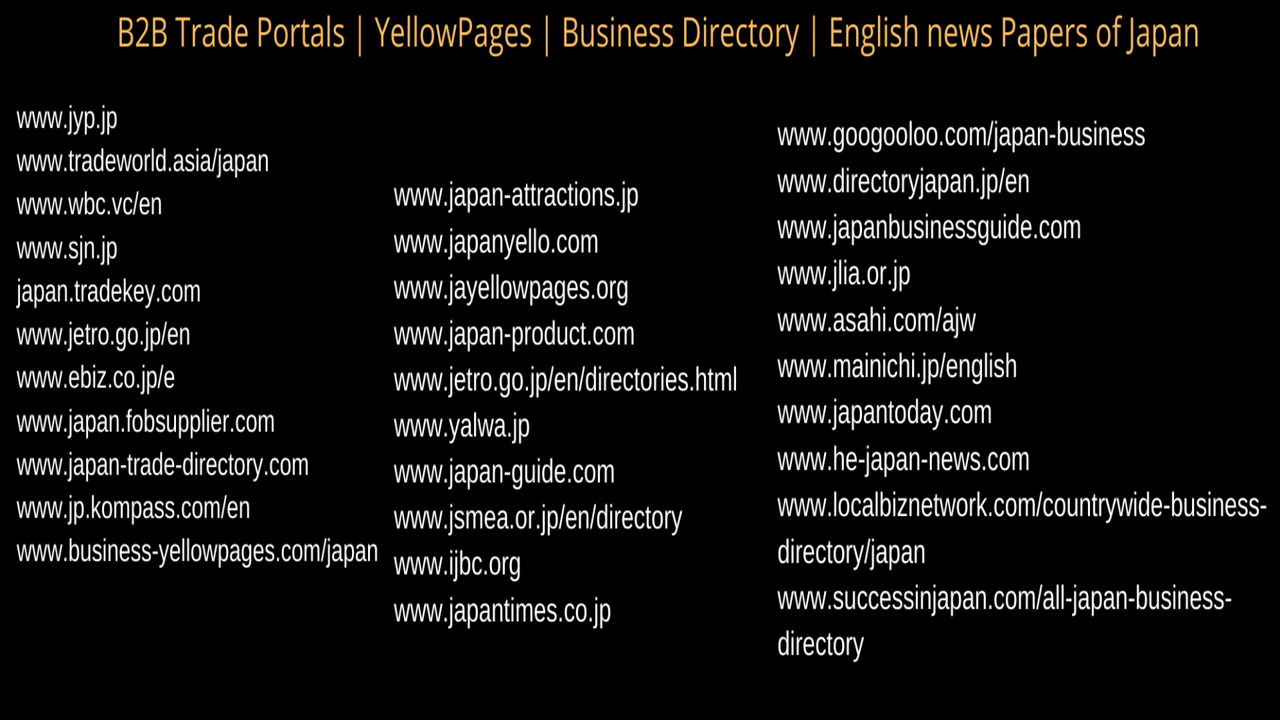 B2B Trade Portals | YellowPages | Business Directory | English news Papers of Japan
www.jyp.jp
www.tradeworld.asia/japan
www.wbc.vc/en
www.sjn.jp
japan.tradekey.com
www.jetro.go.jp/en
www.ebiz.co.jp/e
www.japan.fobsupplier.com
www.japan-trade-directory.com
www.jp.kompass.com/en
www.business-yellowpages.com/japan
www.japan-attractions.jp
www.japanyello.com
www.jayellowpages.org
www.japan-product.com
www.jetro.go.jp/en/directories.html
www.yalwa.jp
www.japan-guide.com
www.jsmea.or.jp/en/directory
www.ijbc.org
www.japantimes.co.jp
www.googooloo.com/japan-business
www.directoryjapan.jp/en
www.japanbusinessguide.com
www.jlia.or.jp
www.asahi.com/ajw
www.mainichi.jp/english
www.japantoday.com
www.he-japan-news.com
www.localbiznetwork.com/countrywide-business-
directory/japan
www.successinjapan.com/all-japan-business-
directory